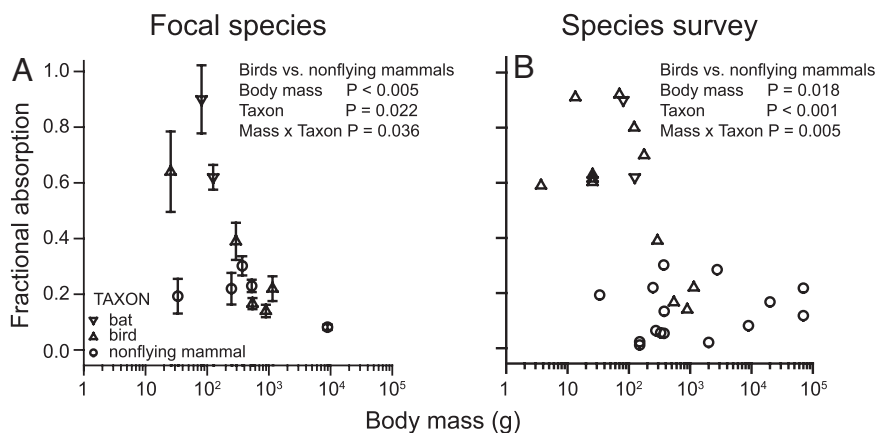 Focal species
Species survey
A
Birds vs. nonflying mammals
Body mass P < 0.005
Taxon P = 0.022
Mass x Taxon P = 0.036
B
Birds vs. nonflying mammals
Body mass P = 0.018
Taxon P < 0.001
Mass x Taxon P = 0.005
Fractional absorption
1.0
0.8
0.6
0.4
0.2
0.0
TAXON
bat
bird
nonflying mammal
1 10 10² 10³ 10⁴ 10⁵
1 10 10² 10³ 10⁴ 10⁵
Body mass (g)